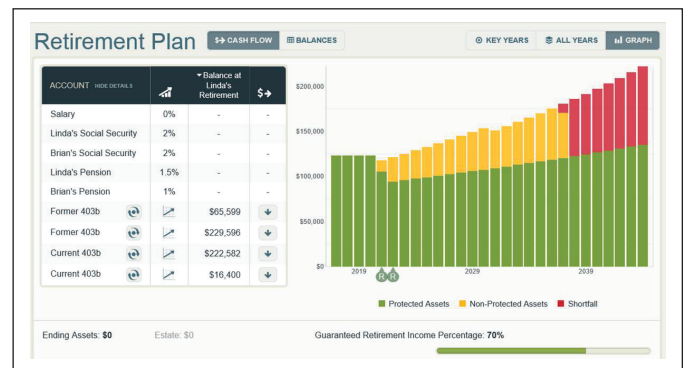 Retirement Plan
$→ CASH FLOW
BALANCES
KEY YEARS
ALL YEARS
GRAPH
ACCOUNT HIDE DETAILS
Balance at
Linda's
Retirement
$→
Salary 0% - -
Linda's Social Security 2% - -
Brian's Social Security 2% - -
Linda's Pension 1.5% - -
Brian's Pension 1% - -
Former 403b $65,599
Former 403b $229,596
Current 403b $222,582
Current 403b $16,400
$200,000
$150,000
$100,000
$50,000
$0
2019 2029 2039
R R
Protected Assets Non-Protected Assets Shortfall
Ending Assets: $0 Estate: $0 Guaranteed Retirement Income Percentage: 70%